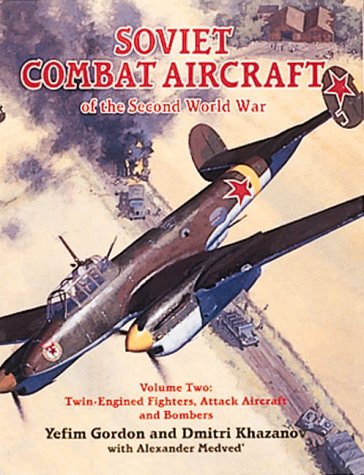 SOVIET
COMBAT AIRCRAFT
of the Second World War
Volume Two:
Twin-Engined Fighters, Attack Aircraft
and Bombers
Yefim Gordon and Dmitri Khazanov
with Alexander Medved'